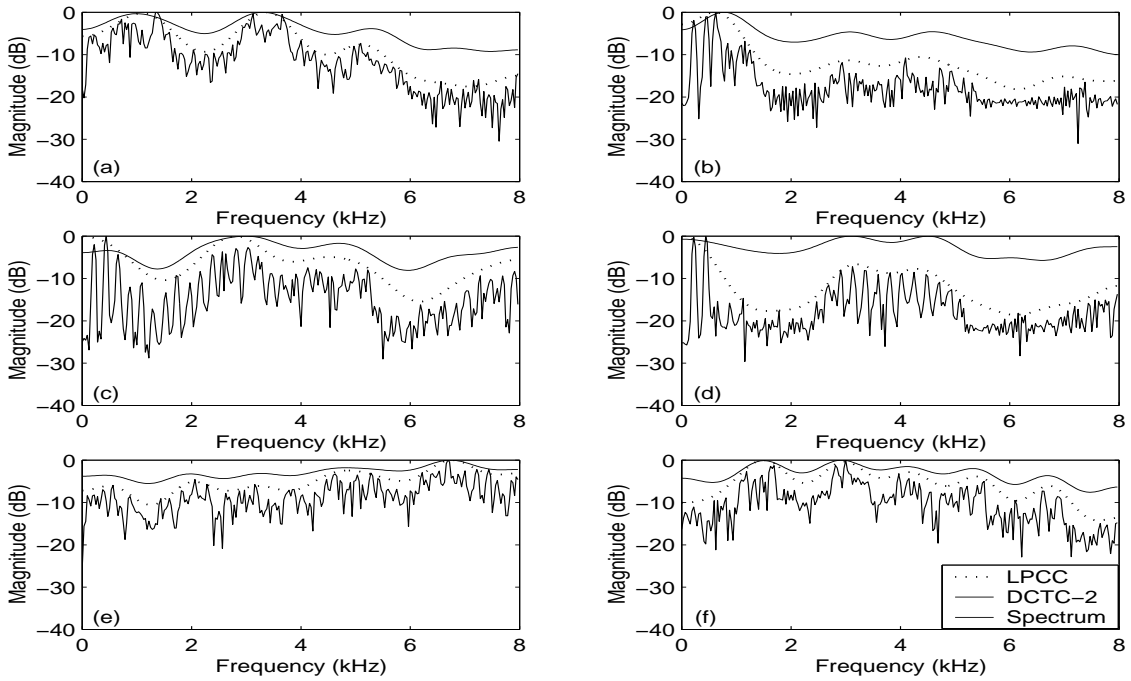 0
−10
−20
−30
−40
Magnitude (dB)
(a)
0 2 4 6 8
Frequency (kHz)
0
−10
−20
−30
−40
Magnitude (dB)
(b)
0 2 4 6 8
Frequency (kHz)
0
−10
−20
−30
−40
Magnitude (dB)
(c)
0 2 4 6 8
Frequency (kHz)
0
−10
−20
−30
−40
Magnitude (dB)
(d)
0 2 4 6 8
Frequency (kHz)
0
−10
−20
−30
−40
Magnitude (dB)
(e)
0 2 4 6 8
Frequency (kHz)
0
−10
−20
−30
−40
Magnitude (dB)
(f)
LPCC
DCTC−2
Spectrum
0 2 4 6 8
Frequency (kHz)